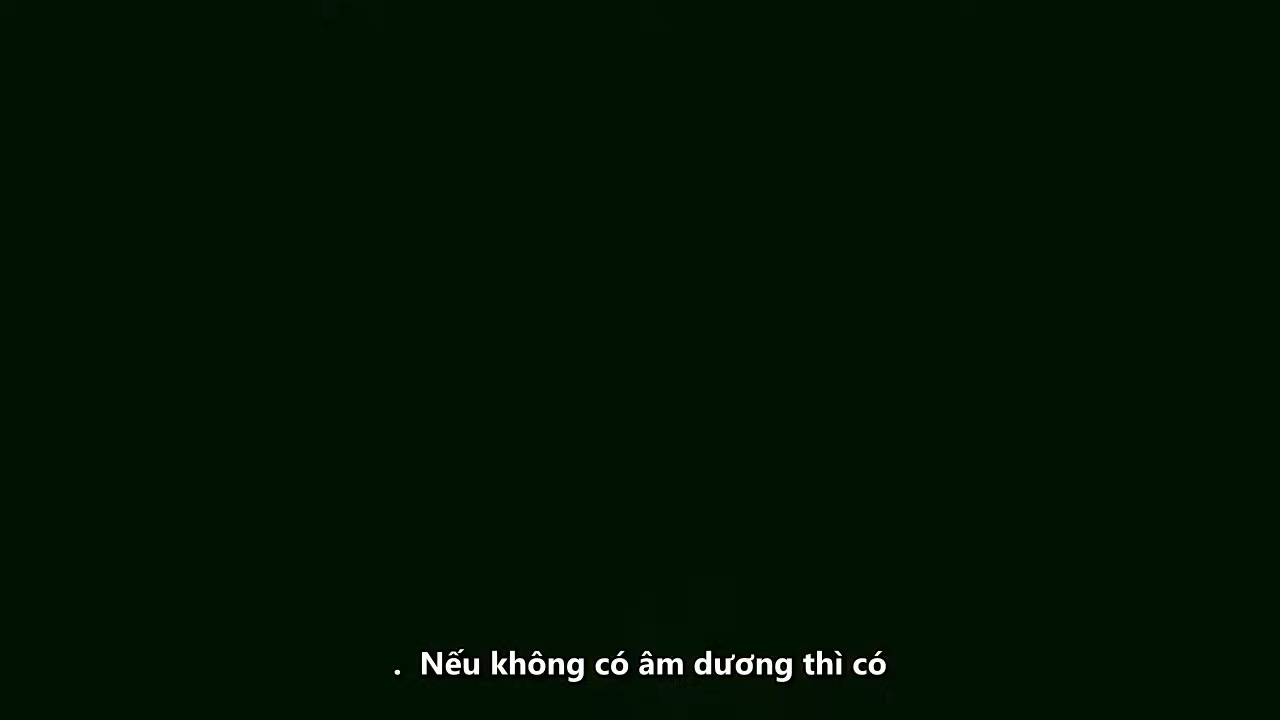 . Nếu không có âm dương thì có